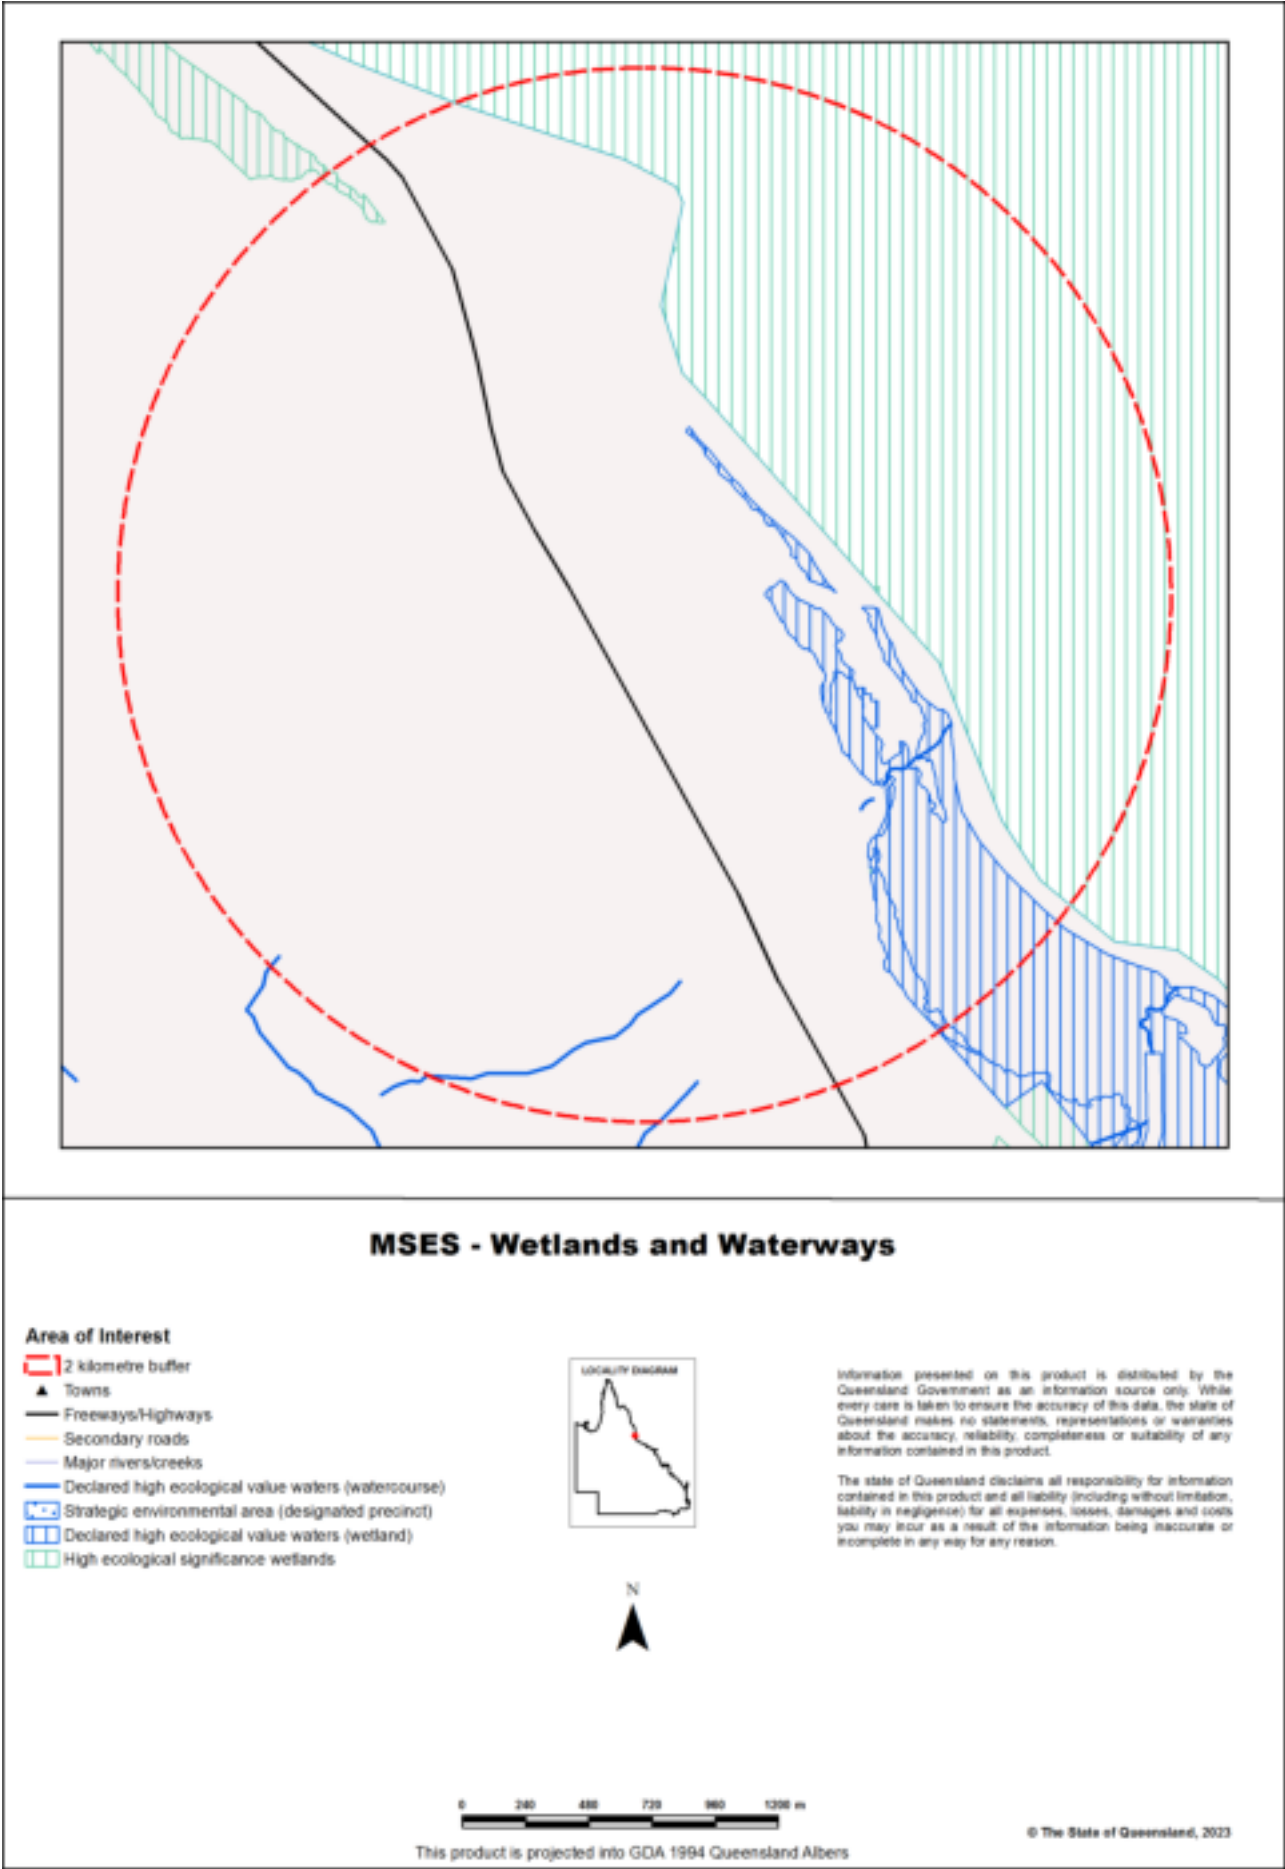 MSES - Wetlands and Waterways
Area of Interest
2 kilometre buffer
Towns
Freeways/Highways
Secondary roads
Major rivers/creeks
Declared high ecological value waters (watercourse)
Strategic environmental area (designated precinct)
Declared high ecological value waters (wetland)
High ecological significance wetlands
LOCALITY DIAGRAM
N
Information presented on this product is distributed by the
Queensland Government as an information source only. While
every care is taken to ensure the accuracy of this data, the state of
Queensland makes no statements, representations or warranties
about the accuracy, reliability, completeness or suitability of any
information contained in this product.
The state of Queensland disclaims all responsibility for information
contained in this product and all liability (including without limitation,
liability in negligence) for all expenses, losses, damages and costs
you may incur as a result of the information being inaccurate or
incomplete in any way for any reason.
0 240 480 720 960 1200 m
This product is projected into GDA 1994 Queensland Albers
© The State of Queensland, 2023